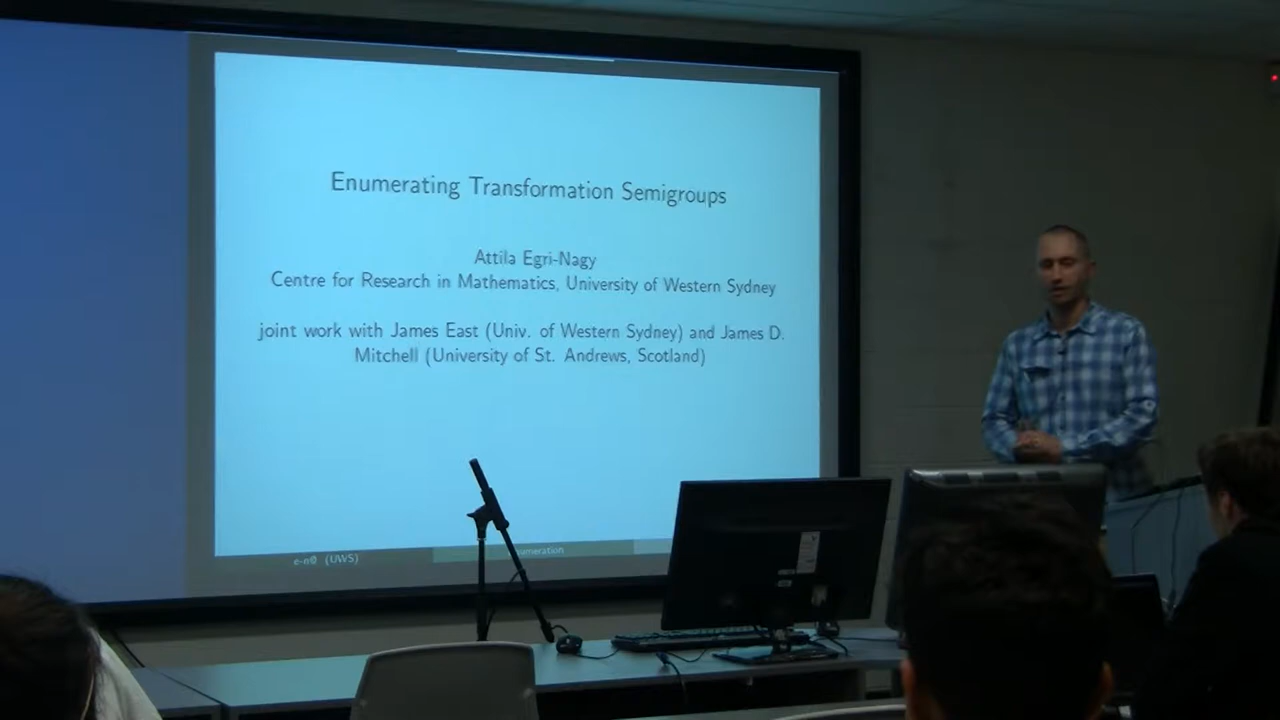 Enumerating Transformation Semigroups
Attila Egri-Nagy
Centre for Research in Mathematics, University of Western Sydney
joint work with James East (Univ. of Western Sydney) and James D.
Mitchell (University of St. Andrews, Scotland)
e-n@ (UWS)